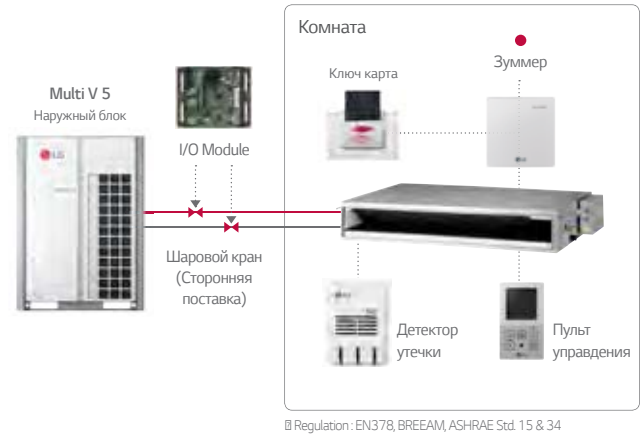 Комната
Зуммер
Ключ карта
Multi V 5
Наружный блок
LG
I/O Module
Шаровой кран
(Сторонняя
поставка)
Детектор
утечки
Пульт
управдения
Regulation : EN378, BREEAM, ASHRAE Std. 15 & 34